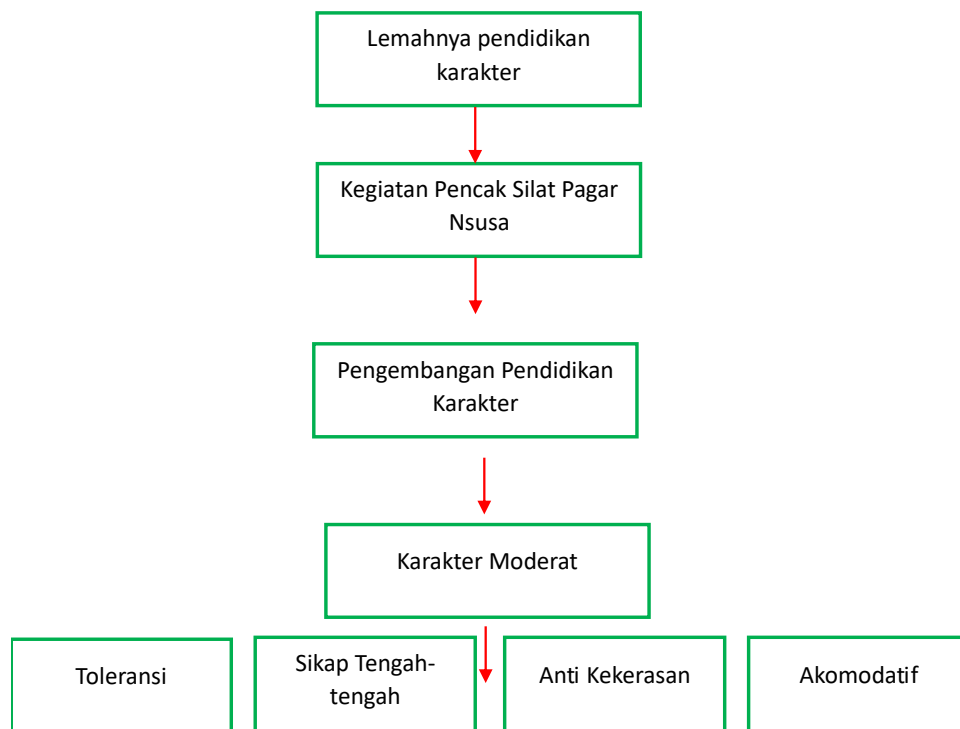 Lemahnya pendidikan
karakter
Kegiatan Pencak Silat Pagar
Nsusa
Pengembangan Pendidikan
Karakter
Karakter Moderat
Toleransi
Sikap Tengah-
tengah
Anti Kekerasan
Akomodatif